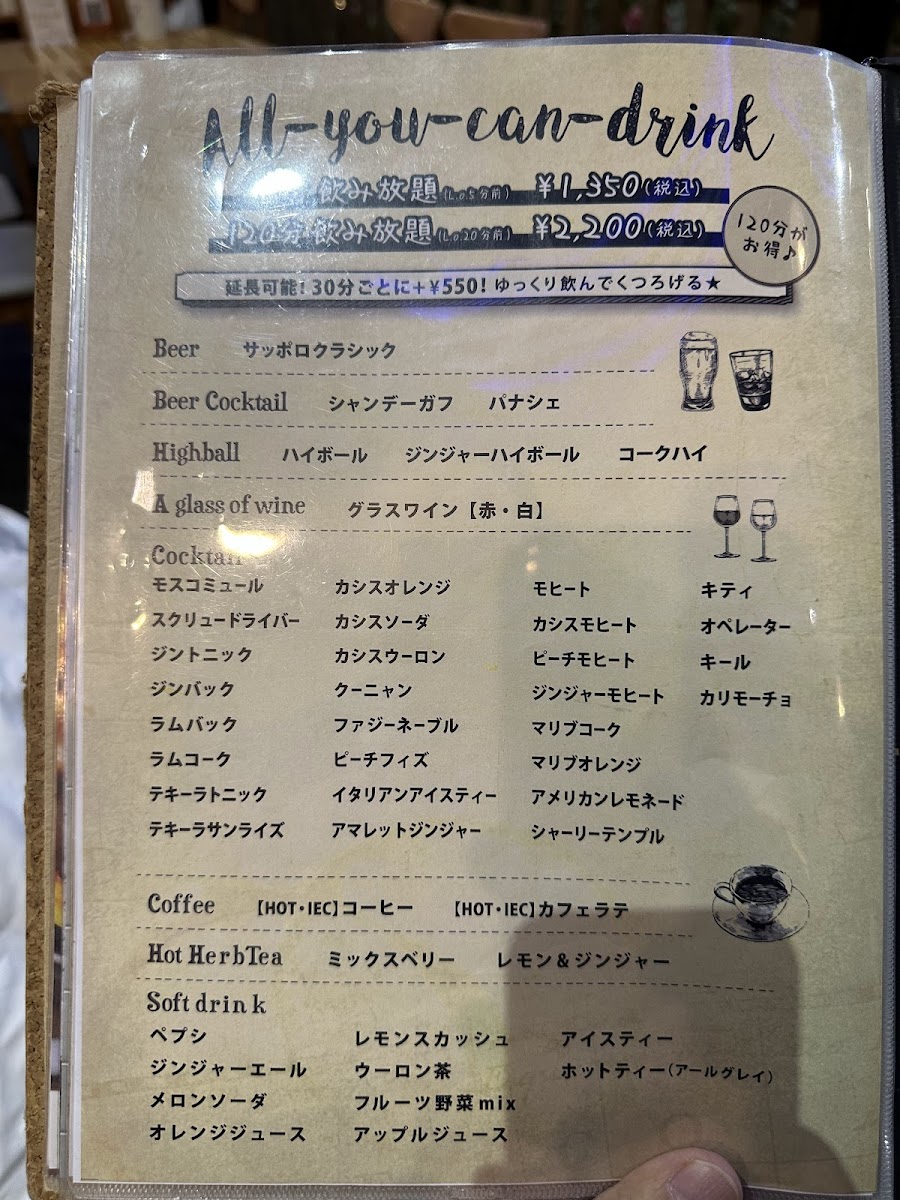 All-you-can-drink
飲み放題(L.o.5分前) ¥1,350(税込)
120分 飲み放題(L.o.20分前) ¥2,200(税込)
120分が
お得♪
延長可能!30分ごとに+¥550! ゆっくり飲んでくつろげる★
Beer サッポロクラシック
Beer Cocktail シャンデーガフ パナシェ
Highball ハイボール ジンジャーハイボール コークハイ
A glass of wine グラスワイン【赤・白】
Cocktail
モスコミュール カシスオレンジ モヒート キティ
スクリュードライバー カシスソーダ カシスモヒート オペレーター
ジントニック カシスウーロン ピーチモヒート キール
ジンバック クーニャン ジンジャーモヒート カリモーチョ
ラムバック ファジーネーブル マリブコーク
ラムコーク ピーチフィズ マリブオレンジ
テキーラトニック イタリアンアイスティー アメリカンレモネード
テキーラサンライズ アマレットジンジャー シャーリーテンプル
Coffee 【HOT・IEC】コーヒー 【HOT・IEC】カフェラテ
Hot HerbTea ミックスベリー レモン&ジンジャー
Soft drink
ペプシ レモンスカッシュ アイスティー
ジンジャーエール ウーロン茶 ホットティー(アールグレイ)
メロンソーダ フルーツ野菜mix
オレンジジュース アップルジュース